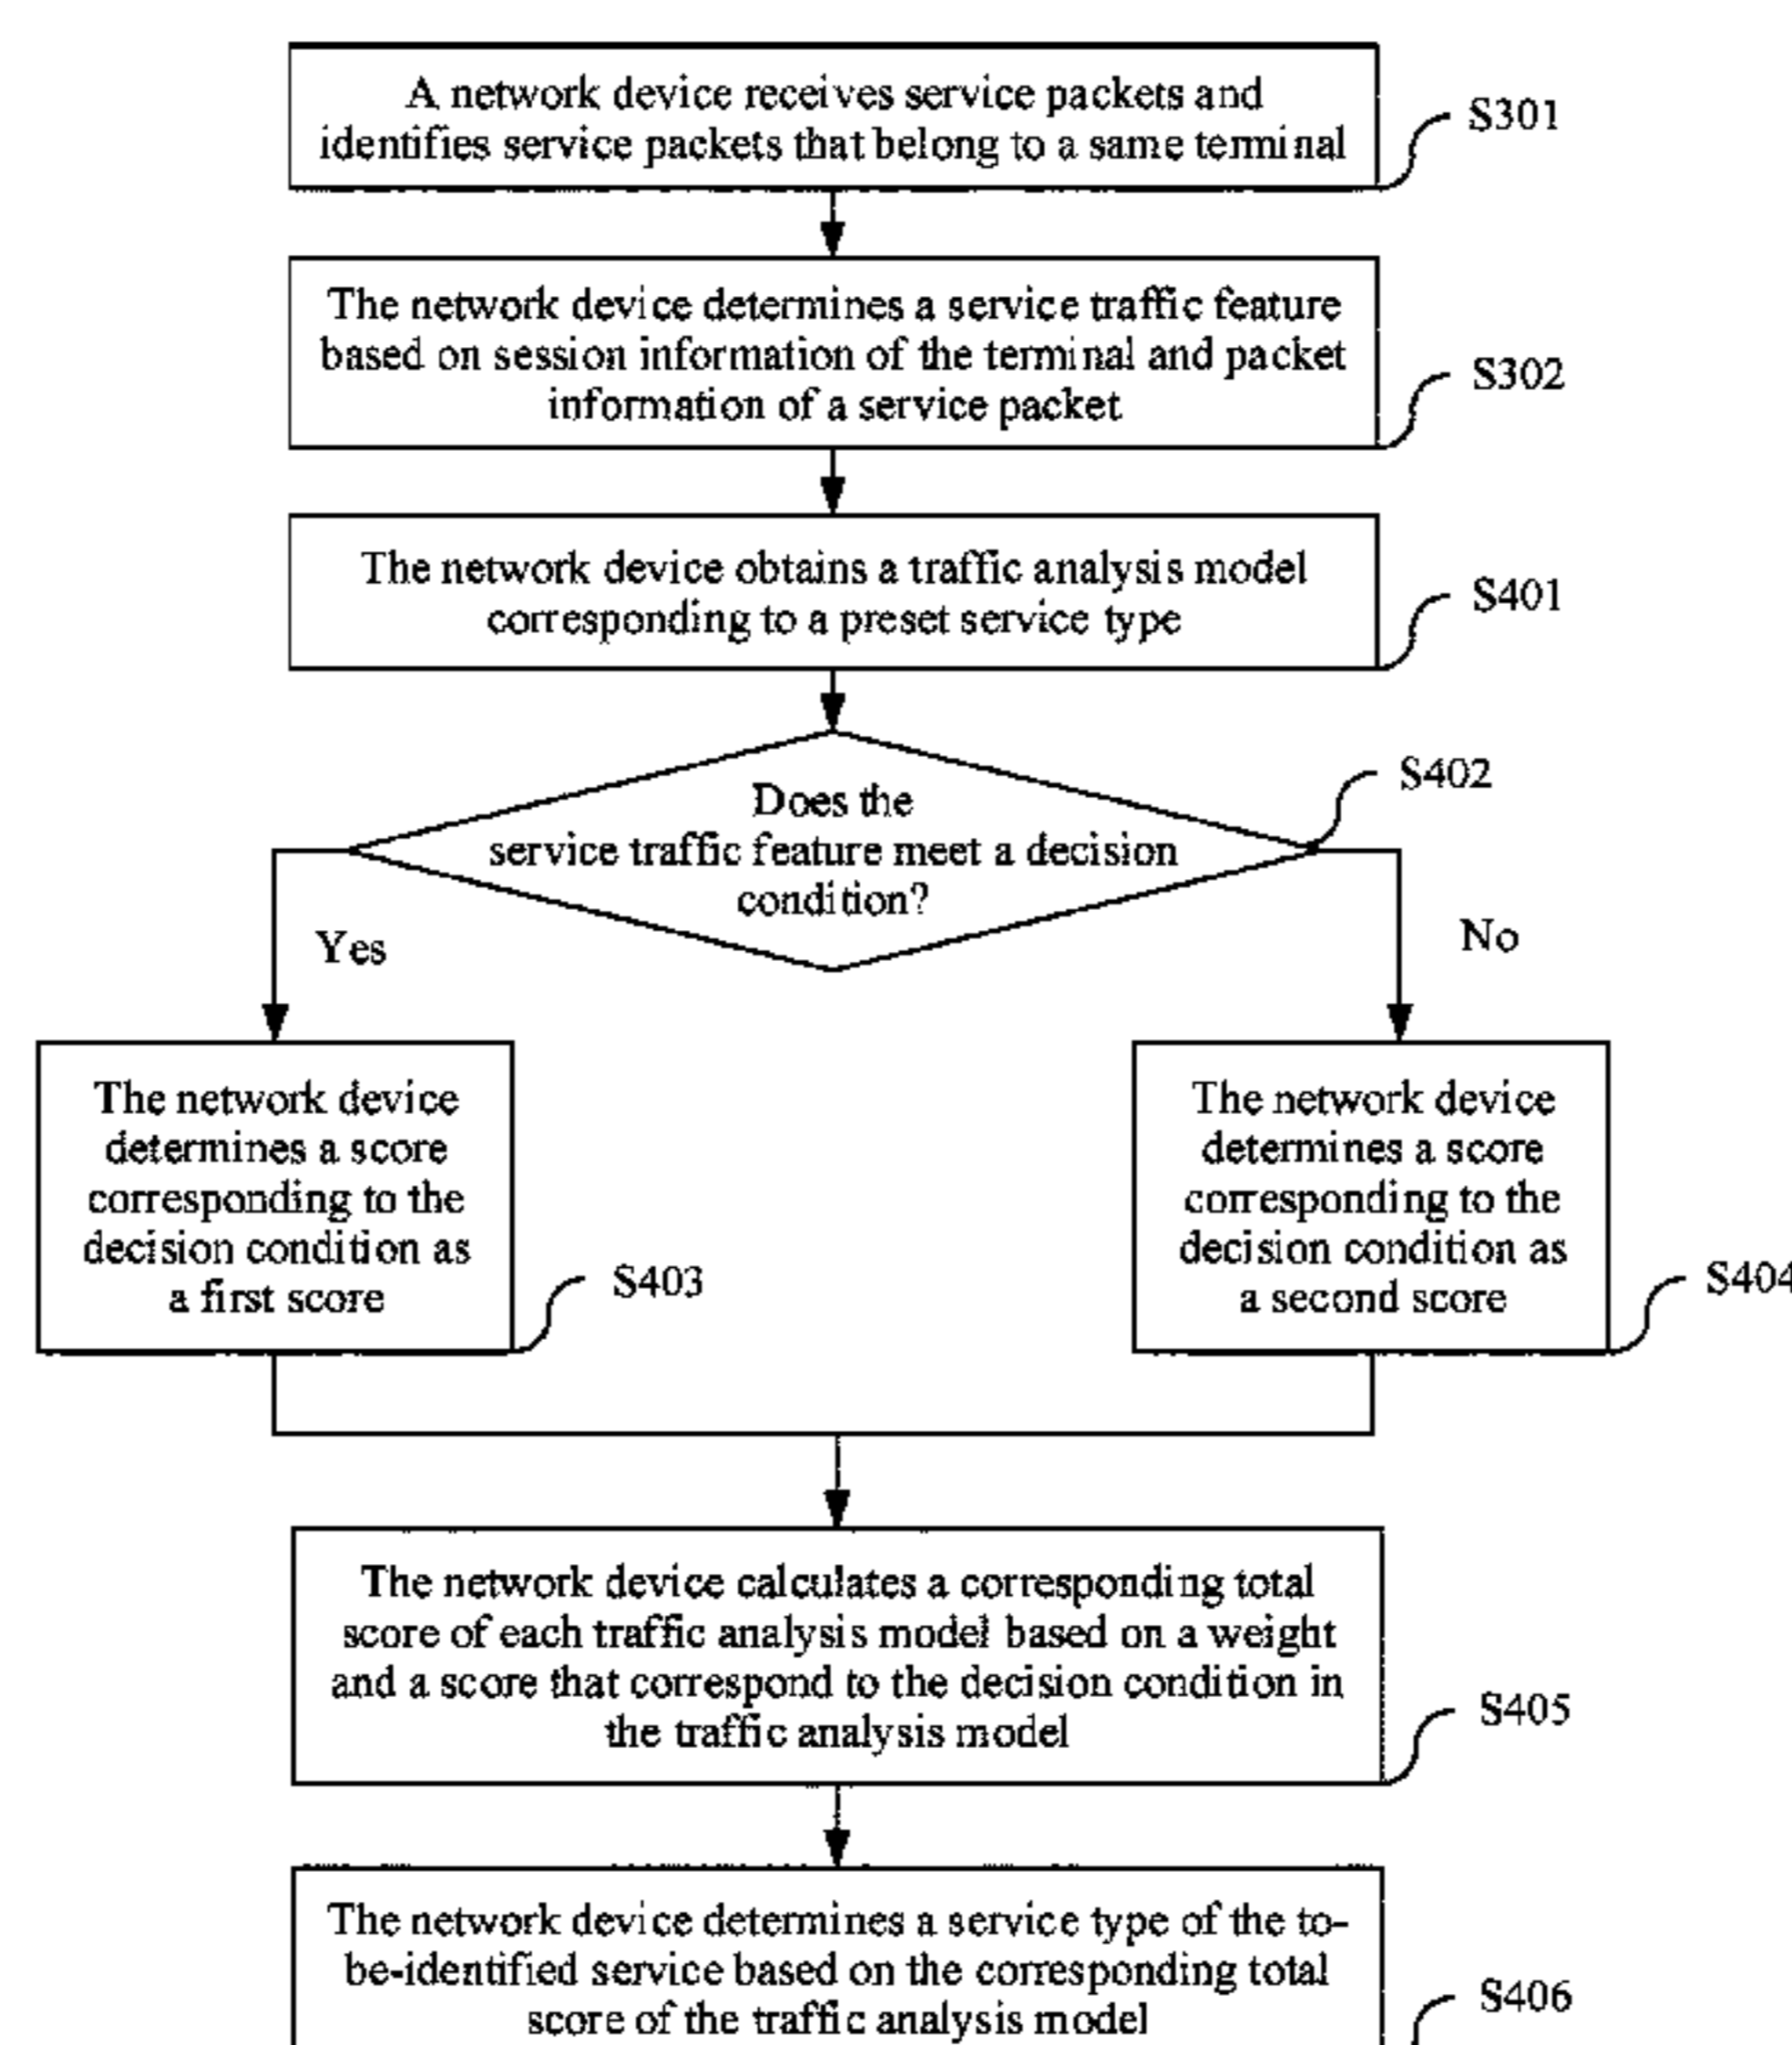 A network device receives service packets and
identifies service packets that belong to a same terminal
S301
The network device determines a service traffic feature
based on session information of the terminal and packet
information of a service packet
S302
The network device obtains a traffic analysis model
corresponding to a preset service type
S401
S402
Does the
service traffic feature meet a decision
condition?
Yes
No
The network device
determines a score
corresponding to the
decision condition as
a first score
S403
The network device
determines a score
corresponding to the
decision condition as
a second score
S404
The network device calculates a corresponding total
score of each traffic analysis model based on a weight
and a score that correspond to the decision condition in
the traffic analysis model
S405
The network device determines a service type of the to-
be-identified service based on the corresponding total
score of the traffic analysis model
S406